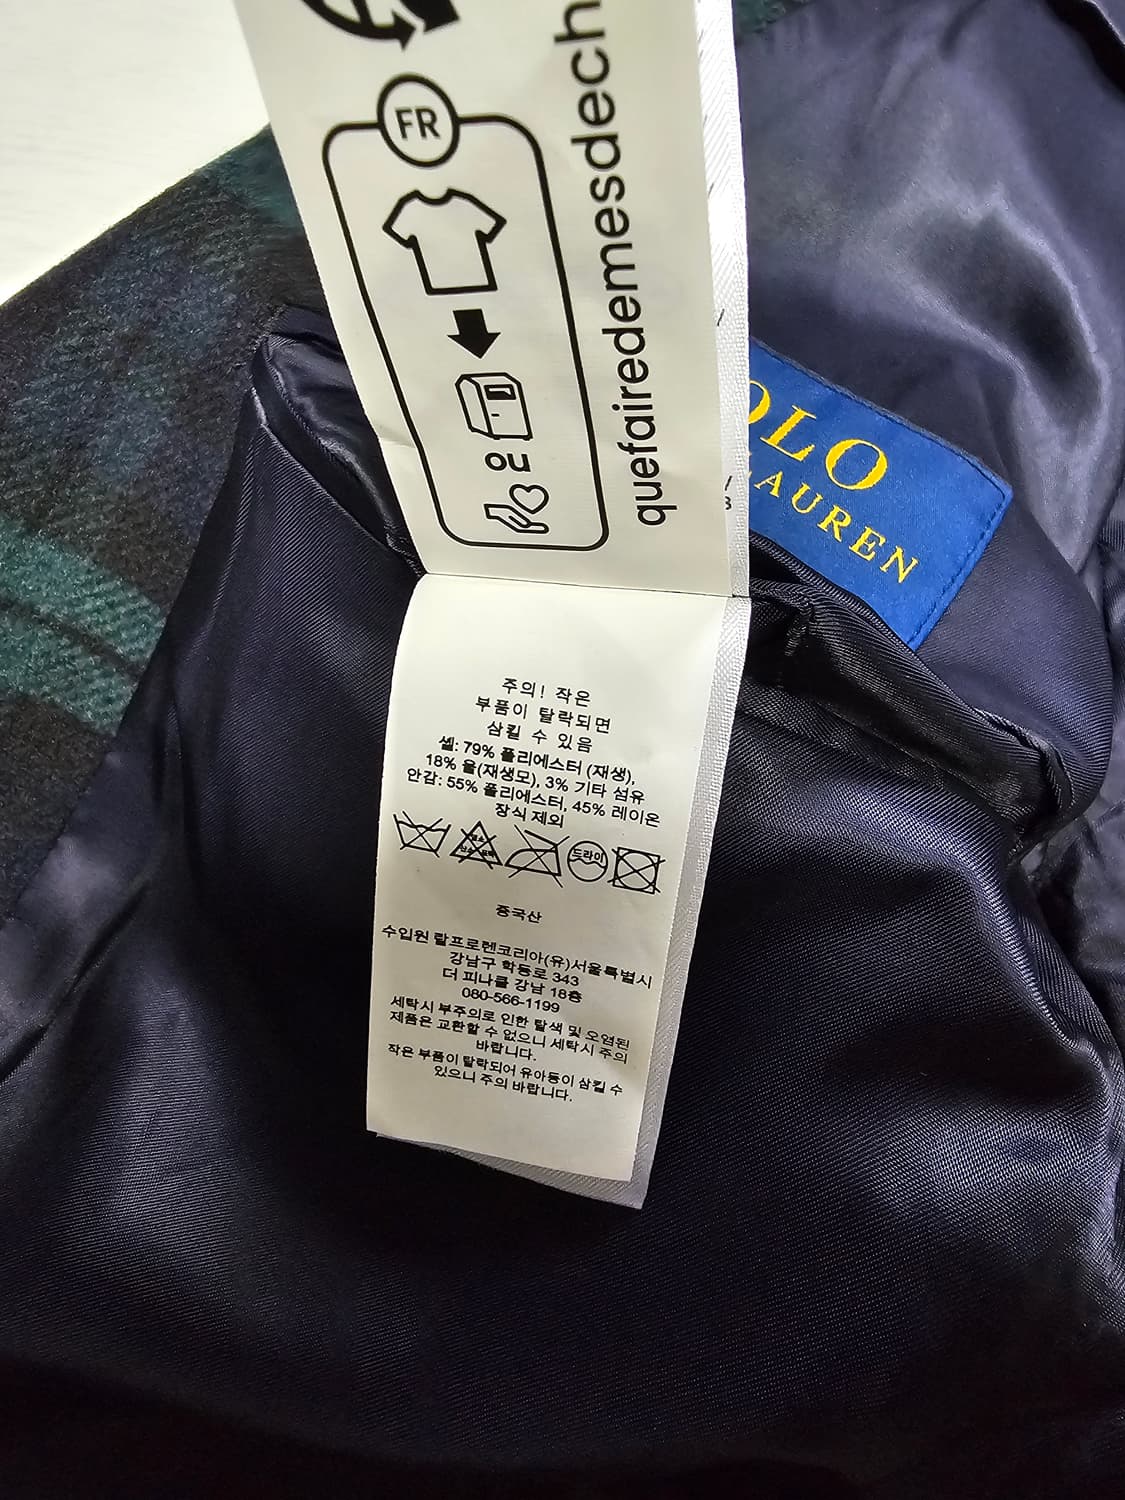 FR
quefairedemesdech
OU
OLO
LAUREN
주의! 작은
부품이 탈락되면
삼킬 수 있음
셸: 79% 폴리에스터 (재생),
18% 울(재생모), 3% 기타 섬유
안감: 55% 폴리에스터, 45% 레이온
장식 제외
드라이
중국산
수입원 랄프로렌코리아(유)서울특별시
강남구 학동로 343
더 피나클 강남 18층
080-566-1199
세탁시 부주의로 인한 탈색 및 오염된
제품은 교환할 수 없으니 세탁시 주의
바랍니다.
작은 부품이 탈락되어 유아등이 삼킬 수
있으니 주의 바랍니다.